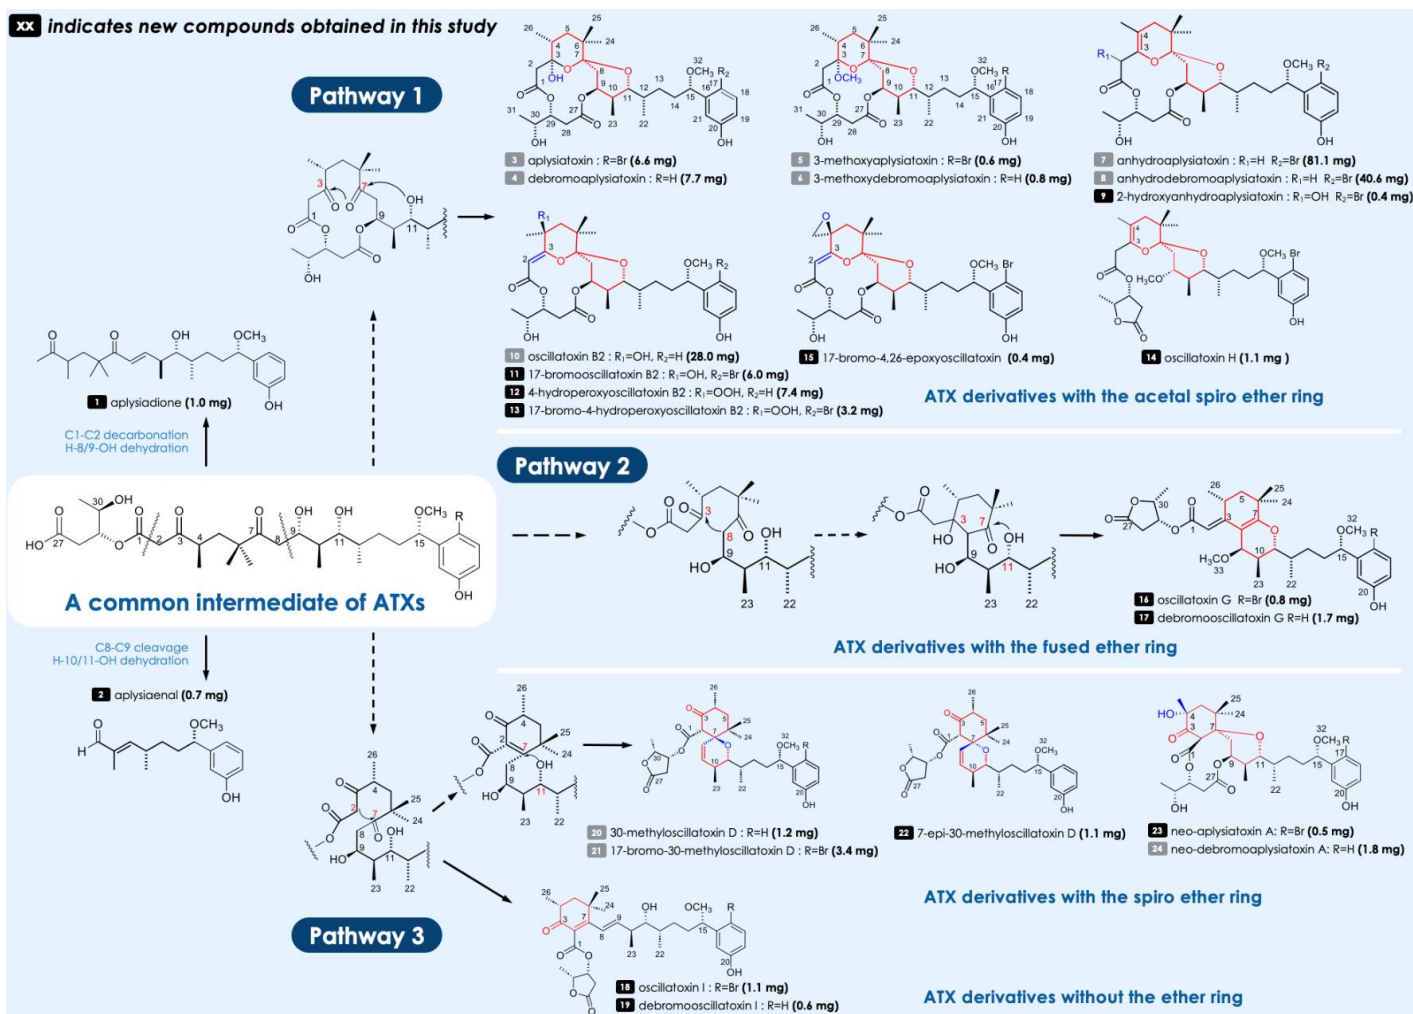 xx indicates new compounds obtained in this study
Pathway 1
3 aplysiatoxin : R=Br (6.6 mg)
4 debromoaplysiatoxin : R=H (7.7 mg)
5 3-methoxyaplysiatoxin : R=Br (0.6 mg)
6 3-methoxydebromoaplysiatoxin : R=H (0.8 mg)
7 anhydroaplysiatoxin : R1=H R2=Br (81.1 mg)
8 anhydrodebromoaplysiatoxin : R1=H R2=Br (40.6 mg)
9 2-hydroxyanhydroaplysiatoxin : R1=OH R2=Br (0.4 mg)
10 oscillatoxin B2 : R1=OH, R2=H (28.0 mg)
11 17-bromooscillatoxin B2 : R1=OH, R2=Br (6.0 mg)
12 4-hydroperoxyoscillatoxin B2 : R1=OOH, R2=H (7.4 mg)
13 17-bromo-4-hydroperoxyoscillatoxin B2 : R1=OOH, R2=Br (3.2 mg)
15 17-bromo-4,26-epoxyoscillatoxin (0.4 mg)
14 oscillatoxin H (1.1 mg )
ATX derivatives with the acetal spiro ether ring
1 aplysiadione (1.0 mg)
C1-C2 decarbonation
H-8/9-OH dehydration
A common intermediate of ATXs
C8-C9 cleavage
H-10/11-OH dehydration
2 aplysiaenal (0.7 mg)
Pathway 2
16 oscillatoxin G R=Br (0.8 mg)
17 debromooscillatoxin G R=H (1.7 mg)
ATX derivatives with the fused ether ring
Pathway 3
20 30-methyloscillatoxin D : R=H (1.2 mg)
21 17-bromo-30-methyloscillatoxin D : R=Br (3.4 mg)
22 7-epi-30-methyloscillatoxin D (1.1 mg)
23 neo-aplysiatoxin A: R=Br (0.5 mg)
24 neo-debromoaplysiatoxin A: R=H (1.8 mg)
ATX derivatives with the spiro ether ring
18 oscillatoxin I : R=Br (1.1 mg)
19 debromooscillatoxin I : R=H (0.6 mg)
ATX derivatives without the ether ring